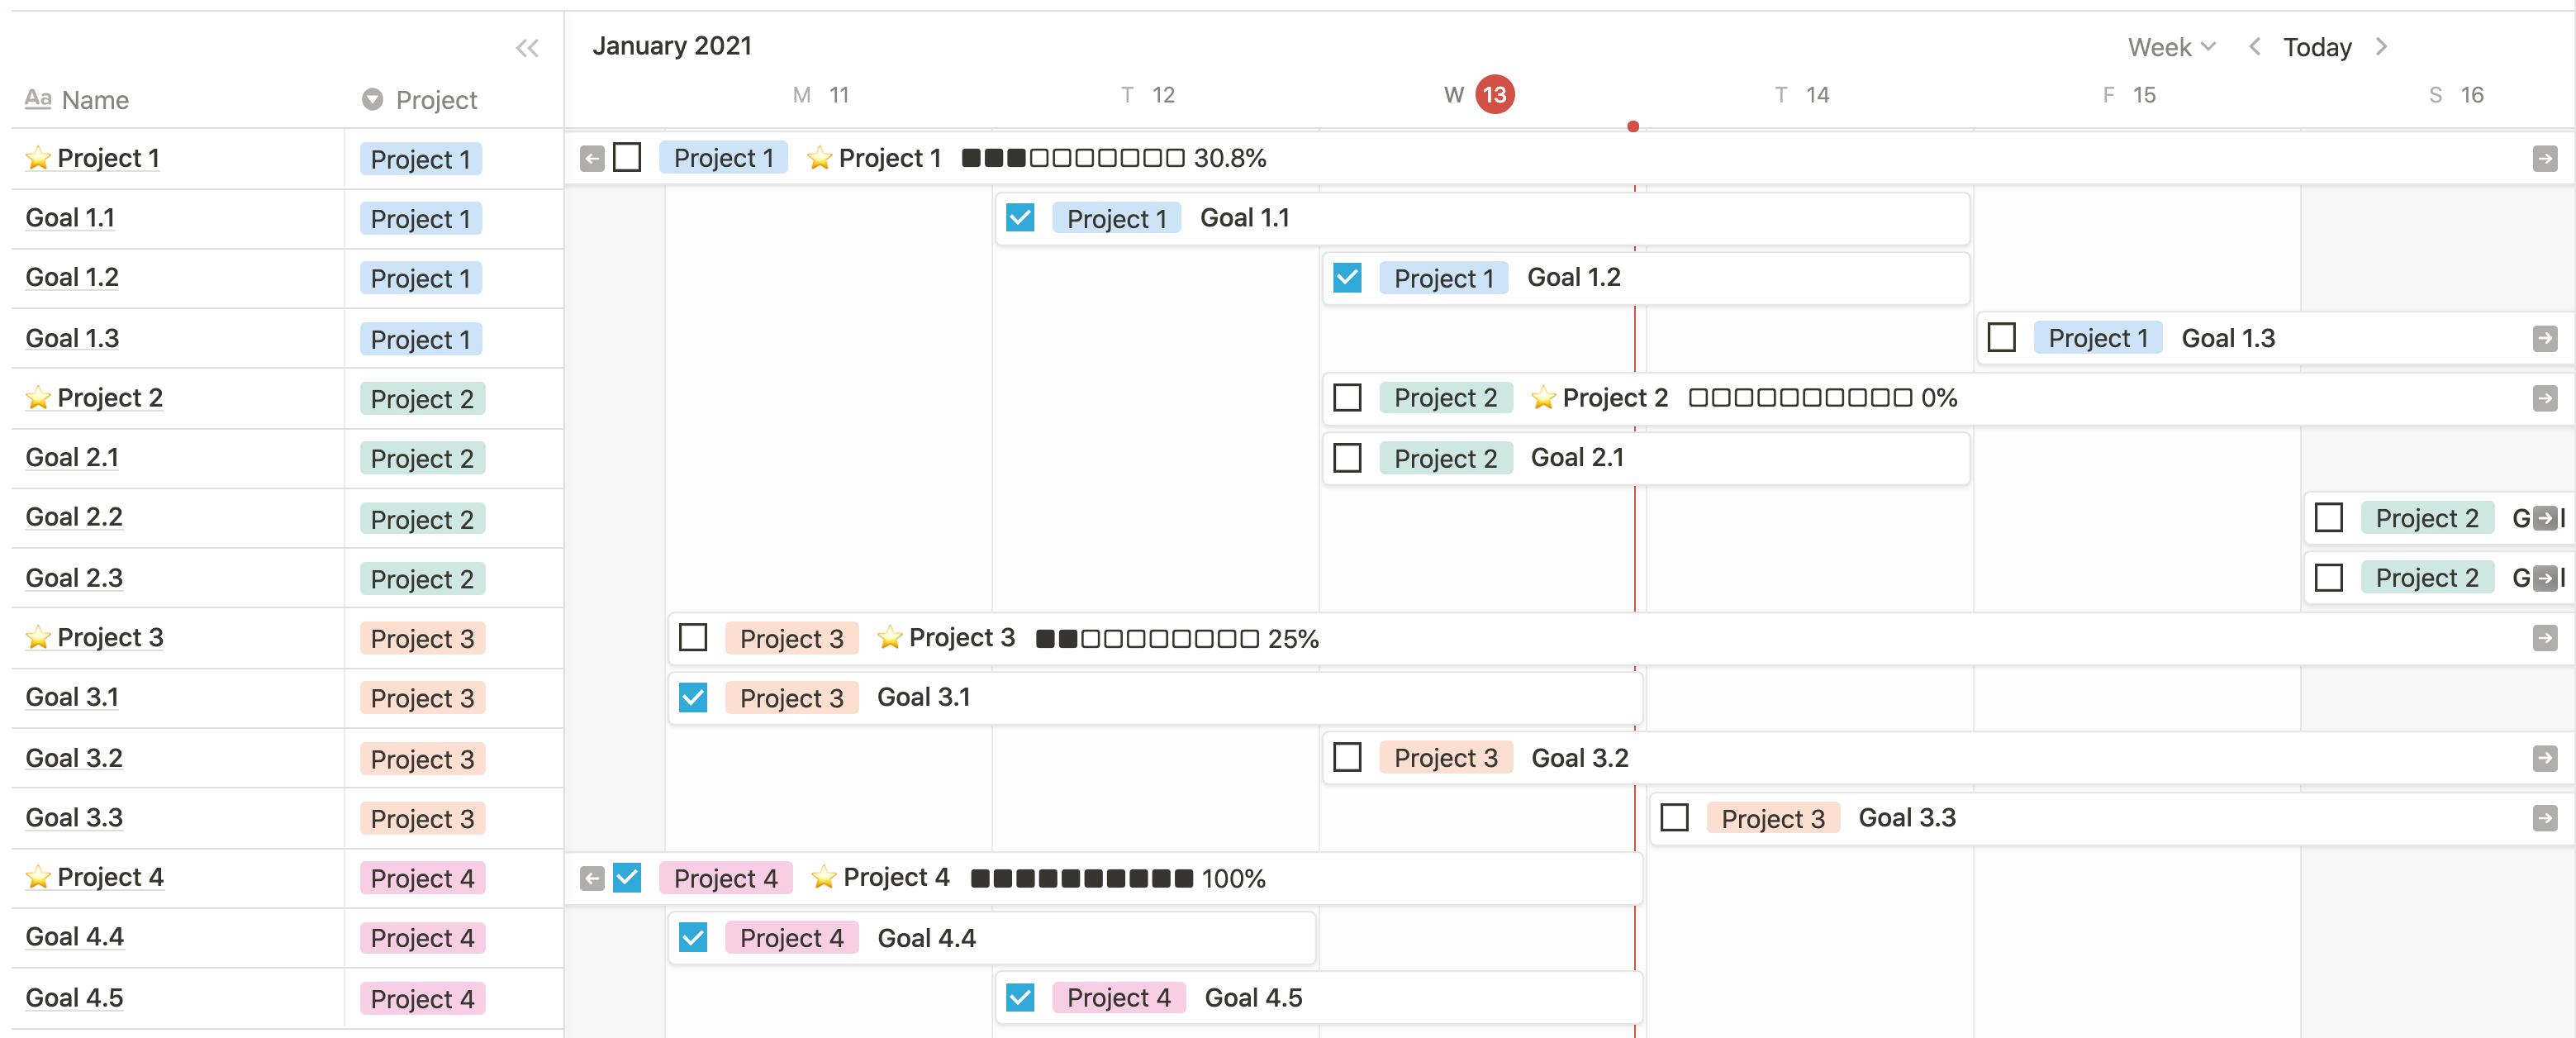 January 2021 Week Today
Aa Name Project M 11 T 12 W 13 T 14 F 15 S 16
Project 1 Project 1 Project 1 Project 1 30.8%
Goal 1.1 Project 1 Project 1 Goal 1.1
Goal 1.2 Project 1 Project 1 Goal 1.2
Goal 1.3 Project 1 Project 1 Goal 1.3
Project 2 Project 2 Project 2 Project 2 0%
Goal 2.1 Project 2 Project 2 Goal 2.1
Goal 2.2 Project 2 Project 2
Goal 2.3 Project 2 Project 2
Project 3 Project 3 Project 3 Project 3 25%
Goal 3.1 Project 3 Project 3 Goal 3.1
Goal 3.2 Project 3 Project 3 Goal 3.2
Goal 3.3 Project 3 Project 3 Goal 3.3
Project 4 Project 4 Project 4 Project 4 100%
Goal 4.4 Project 4 Project 4 Goal 4.4
Goal 4.5 Project 4 Project 4 Goal 4.5